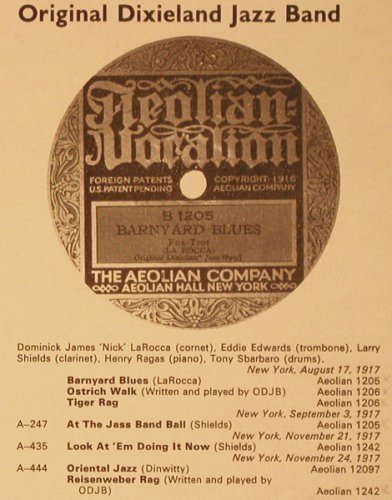 Original Dixieland Jazz Band
Aeolian-
Vocalion
FOREIGN PATENTS COPYRIGHT·1916
U.S.PATENT PENDING AEOLIAN COMPANY
B 1205
BARNYARD BLUES
Fox-Trot
(LA ROCCA)
Original Dixieland Jass Band
THE AEOLIAN COMPANY
AEOLIAN HALL NEW YORK
Dominick James 'Nick' LaRocca (cornet), Eddie Edwards (trombone), Larry
Shields (clarinet), Henry Ragas (piano), Tony Sbarbaro (drums).
New York, August 17, 1917
Barnyard Blues (LaRocca) Aeolian 1205
Ostrich Walk (Written and played by ODJB) Aeolian 1206
Tiger Rag Aeolian 1206
New York, September 3, 1917
A–247 At The Jass Band Ball (Shields) Aeolian 1205
New York, November 21, 1917
A–435 Look At 'Em Doing It Now (Shields) Aeolian 1242
New York, November 24, 1917
A–444 Oriental Jazz (Dinwitty) Aeolian 12097
Reisenweber Rag (Written and played by
ODJB) Aeolian 1242